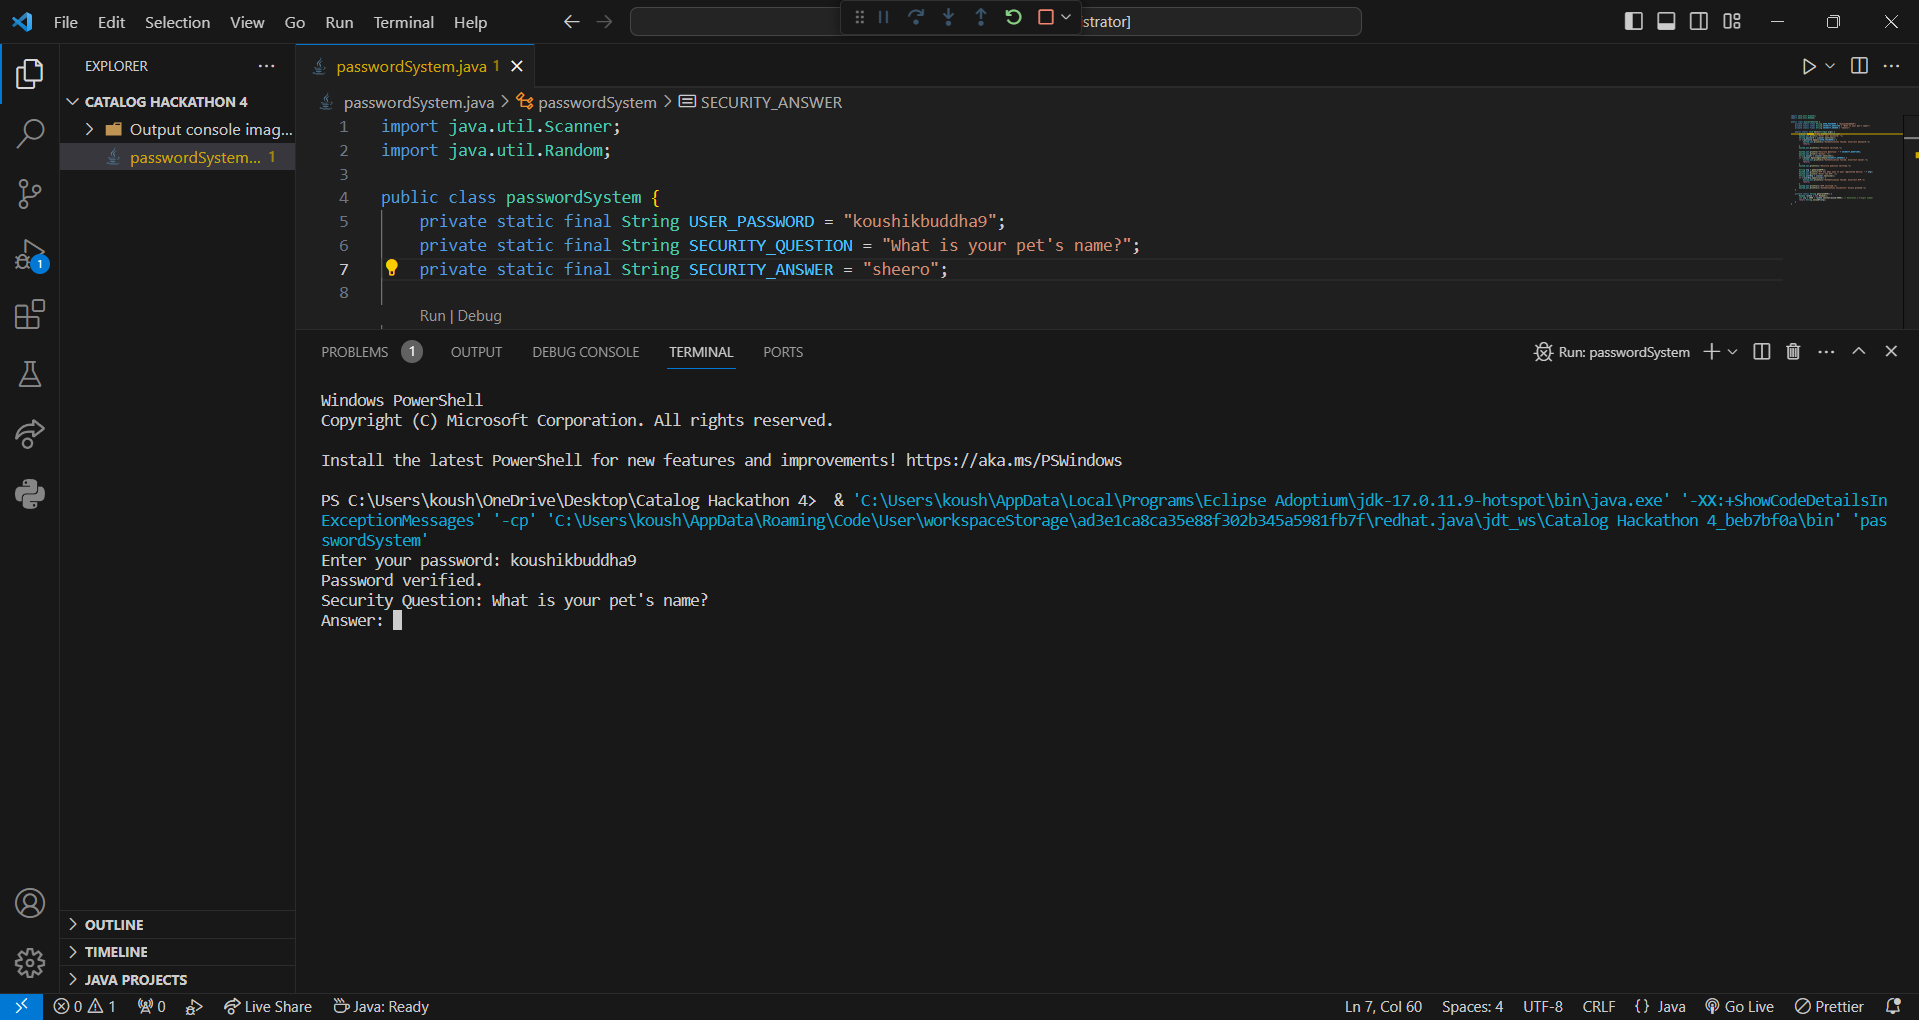 File Edit Selection View Go Run Terminal Help
strator]
EXPLORER
CATALOG HACKATHON 4
Output console imag...
passwordSystem... 1
OUTLINE
TIMELINE
JAVA PROJECTS
1
passwordSystem.java 1
passwordSystem.java > passwordSystem > SECURITY_ANSWER
1 import java.util.Scanner;
2 import java.util.Random;
3
4 public class passwordSystem {
5 private static final String USER_PASSWORD = "koushikbuddha9";
6 private static final String SECURITY_QUESTION = "What is your pet's name?";
7 private static final String SECURITY_ANSWER = "sheero";
8
Run | Debug
PROBLEMS 1 OUTPUT DEBUG CONSOLE TERMINAL PORTS
Run: passwordSystem
Windows PowerShell
Copyright (C) Microsoft Corporation. All rights reserved.
Install the latest PowerShell for new features and improvements! https://aka.ms/PSWindows
PS C:\Users\koush\OneDrive\Desktop\Catalog Hackathon 4> & 'C:\Users\koush\AppData\Local\Programs\Eclipse Adoptium\jdk-17.0.11.9-hotspot\bin\java.exe' '-XX:+ShowCodeDetailsIn
ExceptionMessages' '-cp' 'C:\Users\koush\AppData\Roaming\Code\User\workspaceStorage\ad3e1ca8ca35e88f302b345a5981fb7f\redhat.java\jdt_ws\Catalog Hackathon 4_beb7bf0a\bin' 'pas
swordSystem'
Enter your password: koushikbuddha9
Password verified.
Security Question: What is your pet's name?
Answer:
0 1 0 Live Share Java: Ready Ln 7, Col 60 Spaces: 4 UTF-8 CRLF {} Java Go Live Prettier